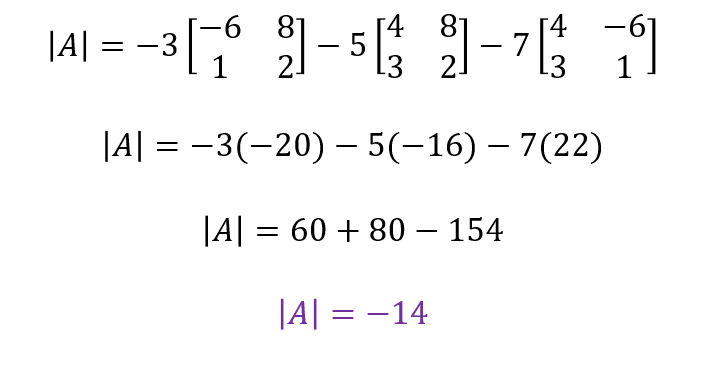 |A| = −3 [−6 8 1 2] − 5 [4 8 3 2] − 7 [4 −6 3 1]
|A| = −3(−20) − 5(−16) − 7(22)
|A| = 60 + 80 − 154
|A| = −14